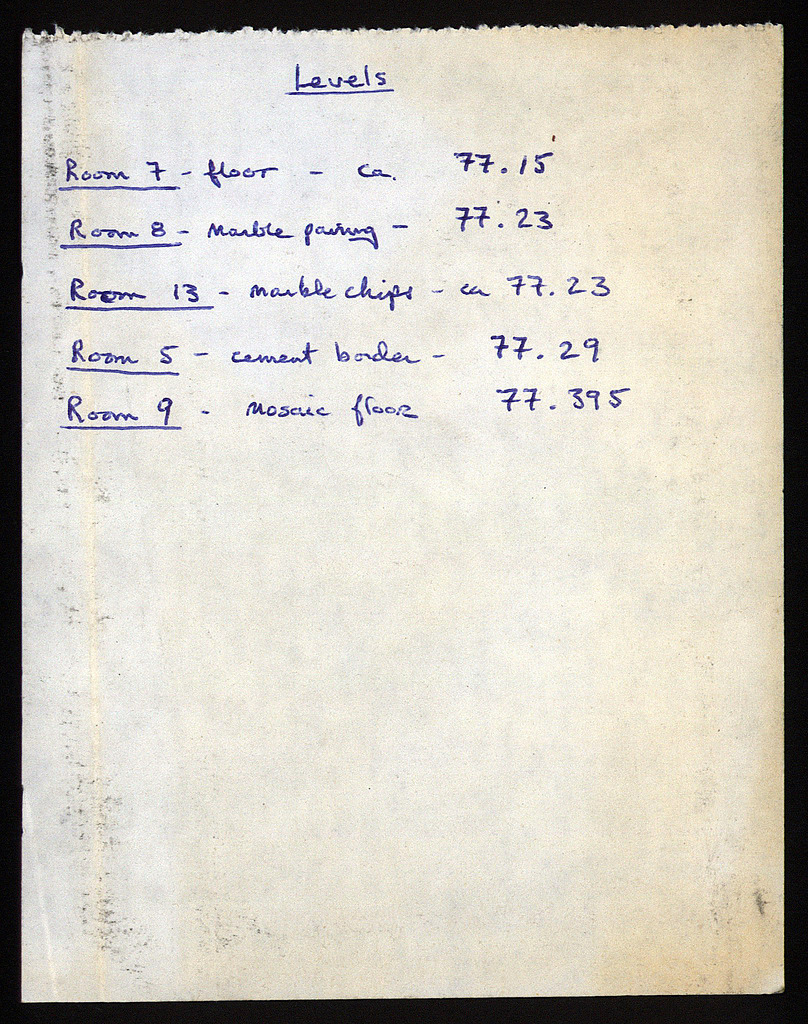 Levels
Room 7 - floor - ca. 77.15
Room 8 - Marble paving - 77.23
Room 13 - marble chips - ca 77.23
Room 5 - cement border - 77.29
Room 9 - Mosaic floor 77.395